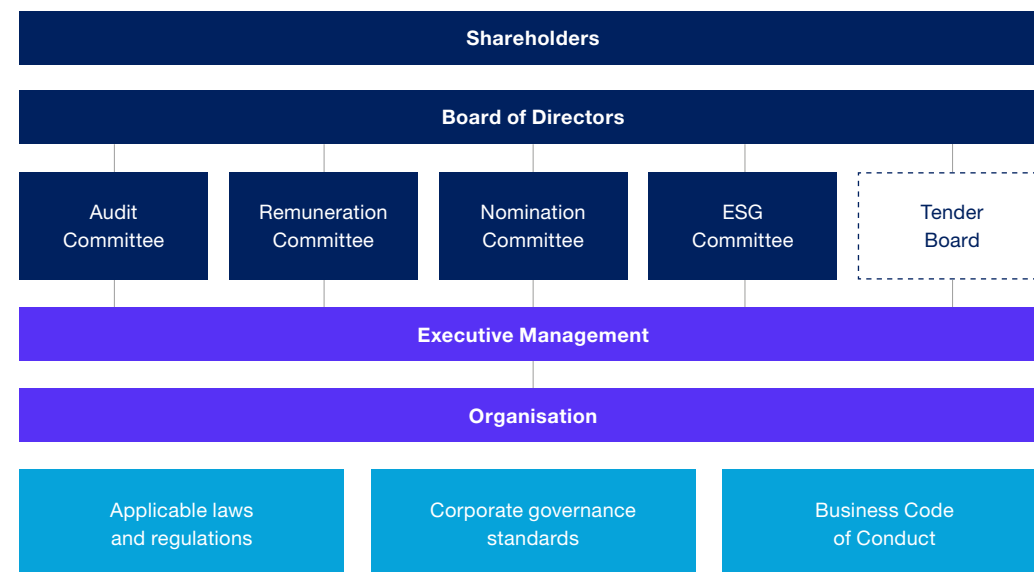 Shareholders
Board of Directors
Audit
Committee
Remuneration
Committee
Nomination
Committee
ESG
Committee
Tender
Board
Executive Management
Organisation
Applicable laws
and regulations
Corporate governance
standards
Business Code
of Conduct